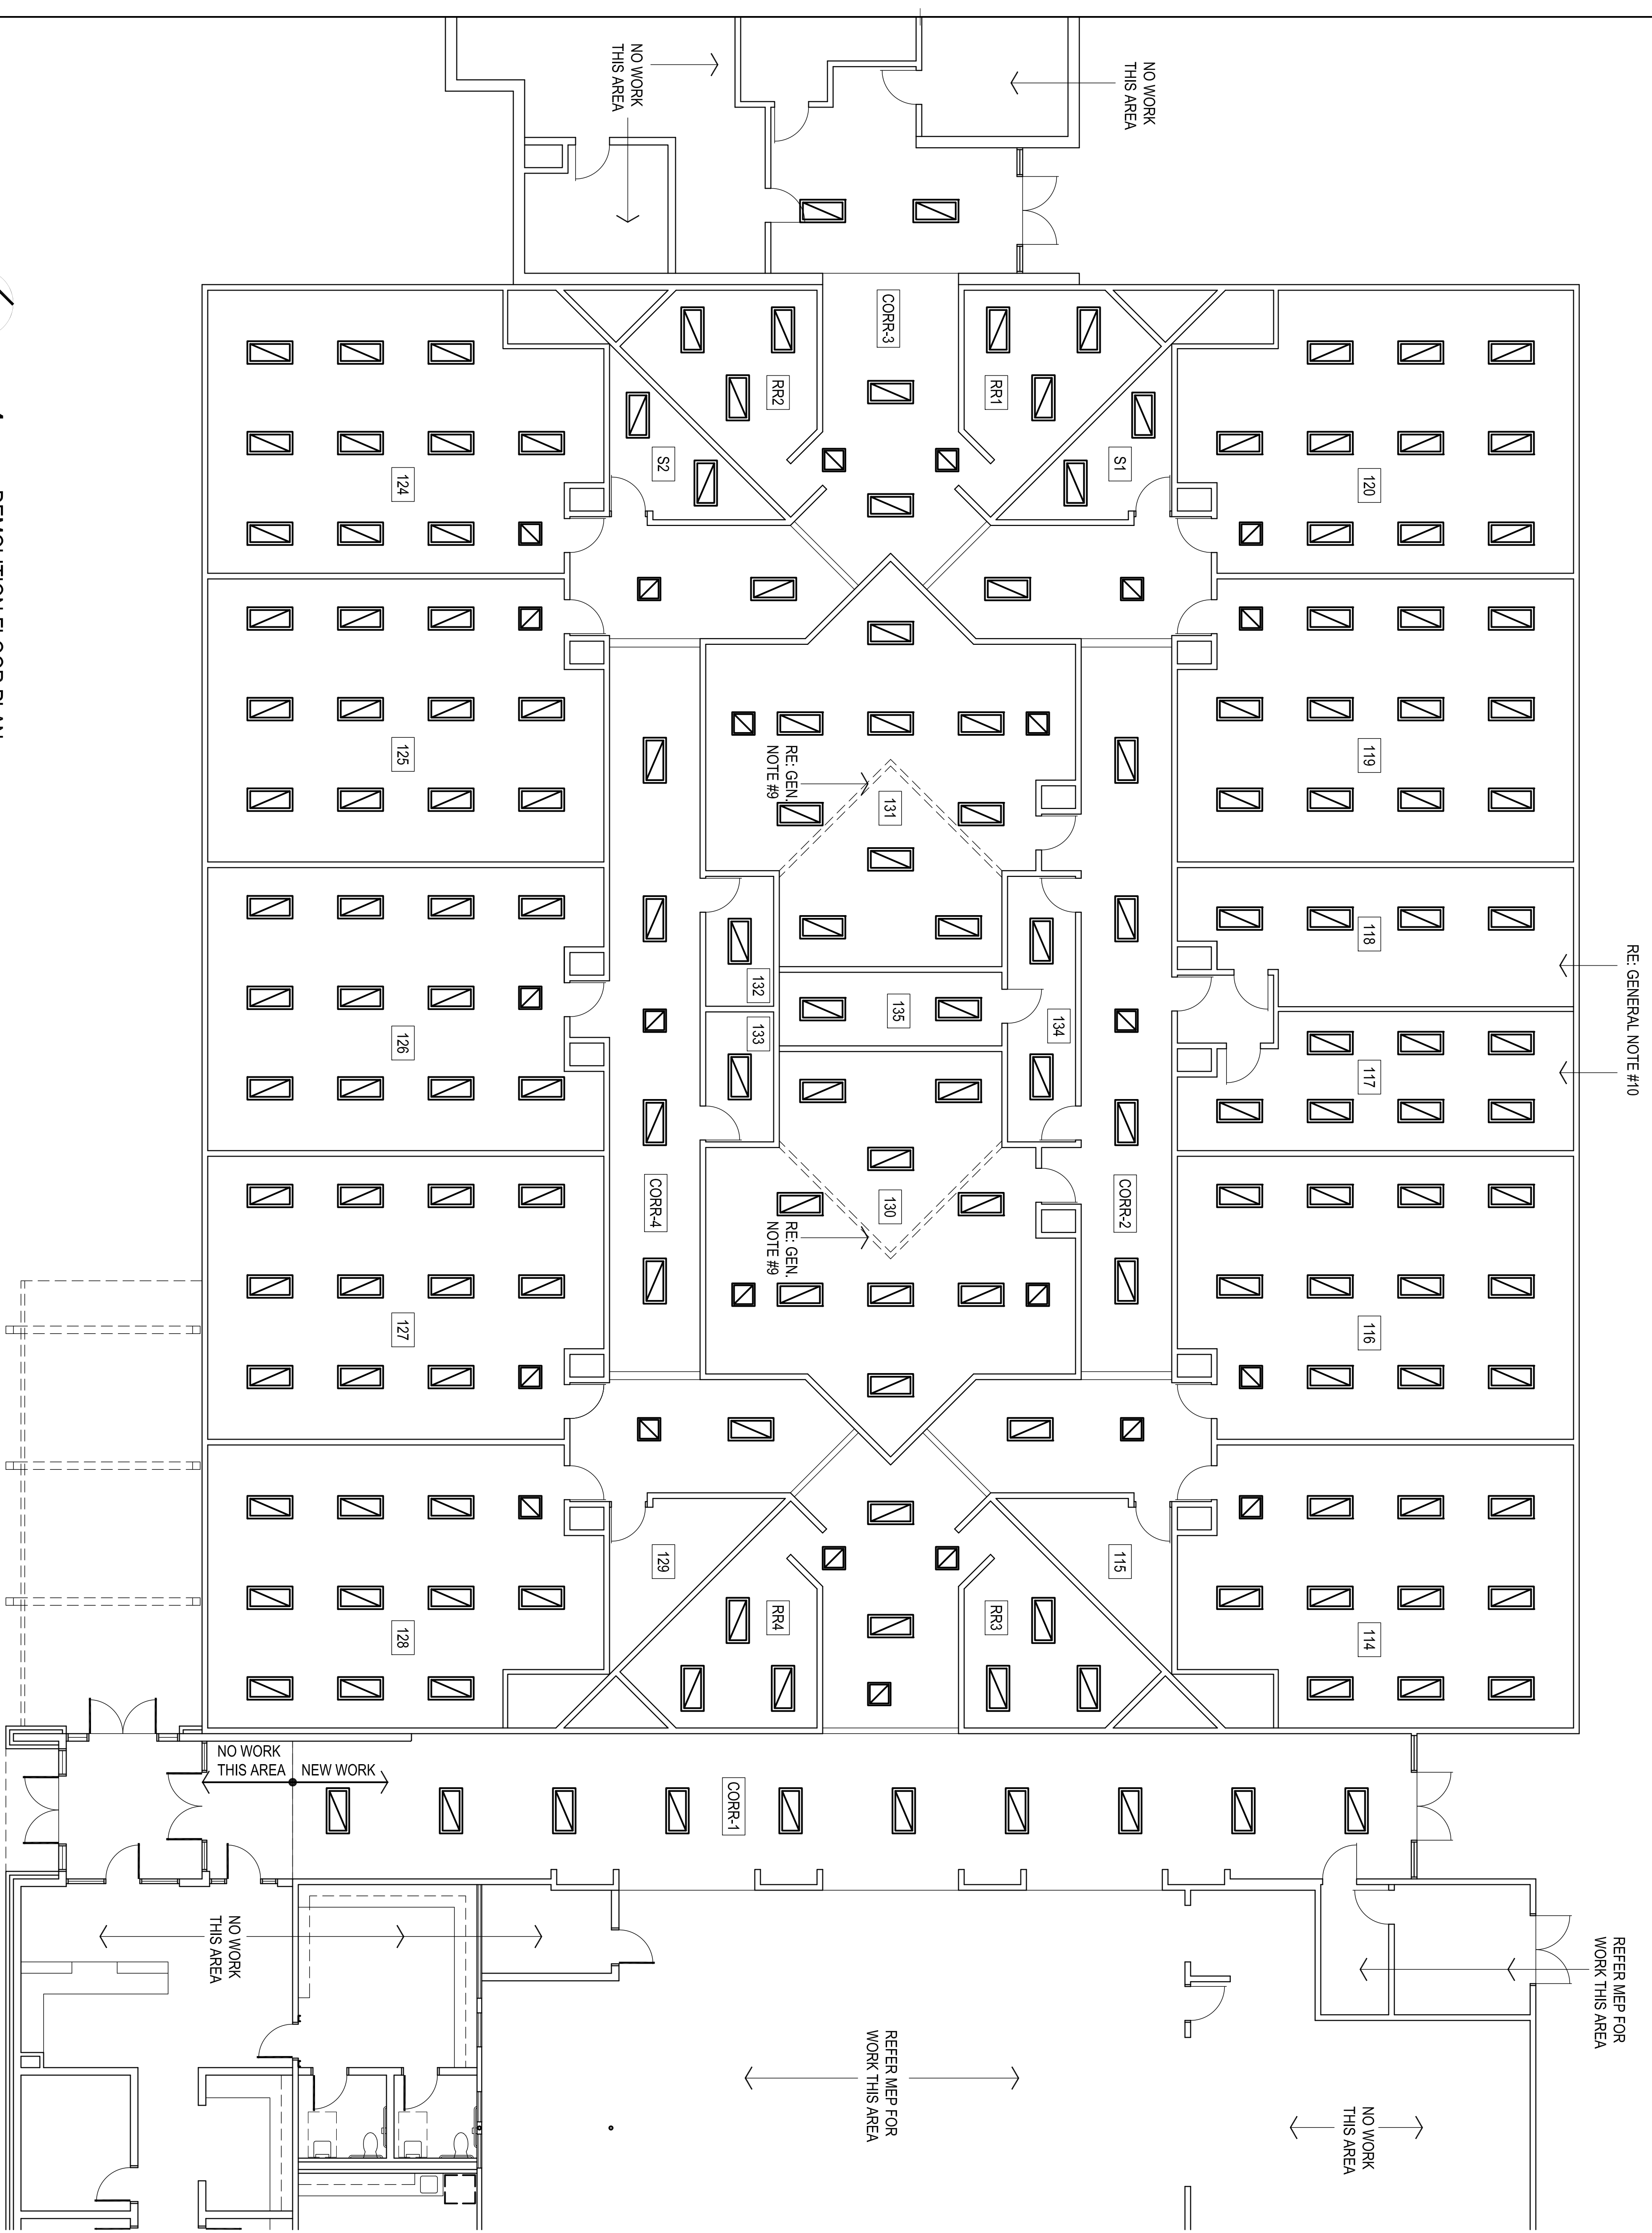 NO WORK
THIS AREA
NO WORK
THIS AREA
CORR-3
RR2
RR1
S2
S1
124
120
125
119
RE: GEN.
NOTE #9
131
118
RE: GENERAL NOTE #10
132
135
134
133
126
117
CORR-4
130
CORR-2
RE: GEN.
NOTE #9
127
116
129
115
RR4
RR3
128
114
NO WORK
THIS AREA
NEW WORK
CORR-1
NO WORK
THIS AREA
REFER MEP FOR
WORK THIS AREA
REFER MEP FOR
WORK THIS AREA
NO WORK
THIS AREA